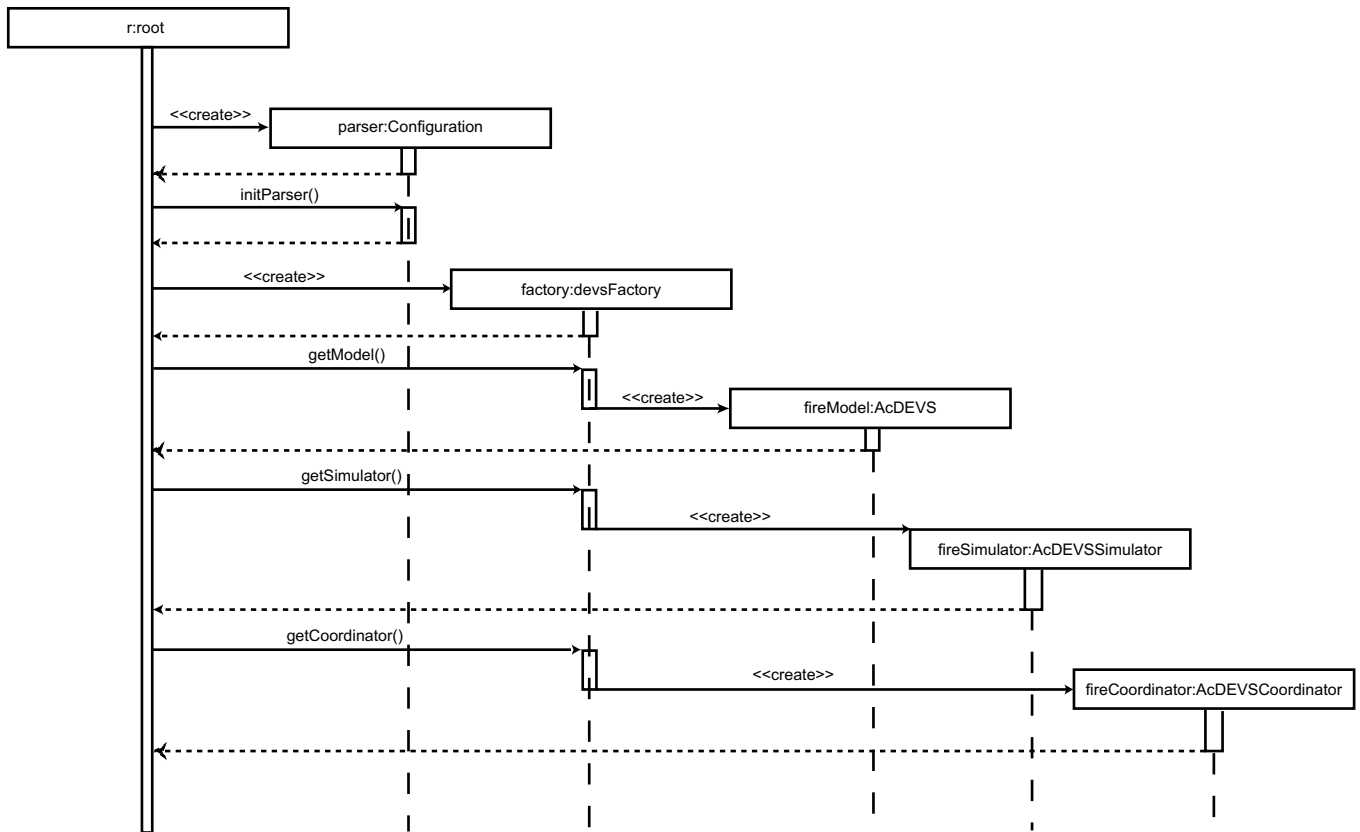 r:root
<<create>>
parser:Configuration
initParser()
<<create>>
factory:devsFactory
getModel()
<<create>>
fireModel:AcDEVS
getSimulator()
<<create>>
fireSimulator:AcDEVSSimulator
getCoordinator()
<<create>>
fireCoordinator:AcDEVSCoordinator